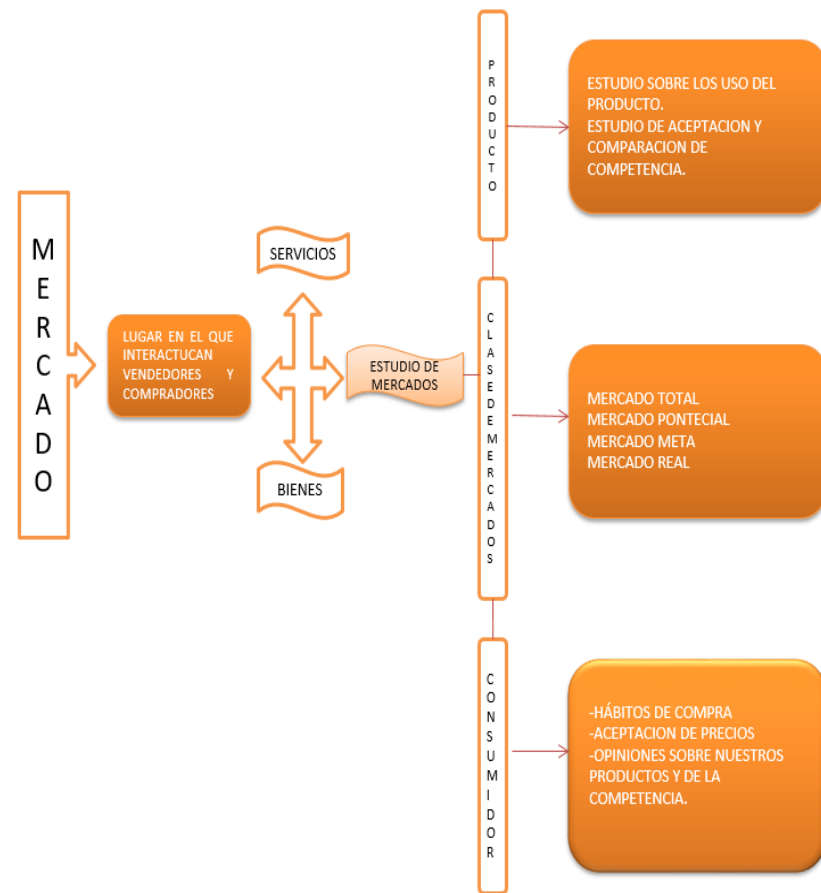 MERCADO
LUGAR EN EL QUE
INTERACTUCAN
VENDEDORES Y
COMPRADORES
SERVICIOS
BIENES
ESTUDIO DE
MERCADOS
PRODUCTO
ESTUDIO SOBRE LOS USO DEL
PRODUCTO.
ESTUDIO DE ACEPTACION Y
COMPARACION DE
COMPETENCIA.
CLASEDEMERCADOS
MERCADO TOTAL
MERCADO PONTECIAL
MERCADO META
MERCADO REAL
CONSUMIDOR
-HÁBITOS DE COMPRA
-ACEPTACION DE PRECIOS
-OPINIONES SOBRE NUESTROS
PRODUCTOS Y DE LA
COMPETENCIA.